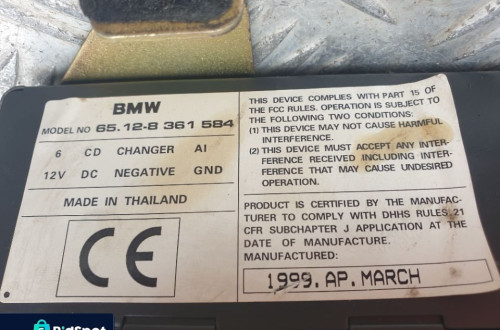 BMW
MODEL NO 65.12-8 361 584
6 CD CHANGER AI
12V DC NEGATIVE GND
MADE IN THAILAND
CE
THIS DEVICE COMPLIES WITH PART 15 OF
THE FCC RULES. OPERATION IS SUBJECT TO
THE FOLLOWING TWO CONDITIONS:
(1) THIS DEVICE MAY NOT CAUSE HARMFUL
INTERFERENCE.
(2) THIS DEVICE MUST ACCEPT ANY INTER-
FERENCE RECEIVED INCLUDING INTER-
FERENCE THAT MAY CAUSE UNDESIRED
OPERATION.
PRODUCT IS CERTIFIED BY THE MANUFAC-
TURER TO COMPLY WITH DHHS RULES.21
CFR SUBCHAPTER J APPLICATION AT THE
DATE OF MANUFACTURE.
MANUFACTURED:
1999.AP.MARCH